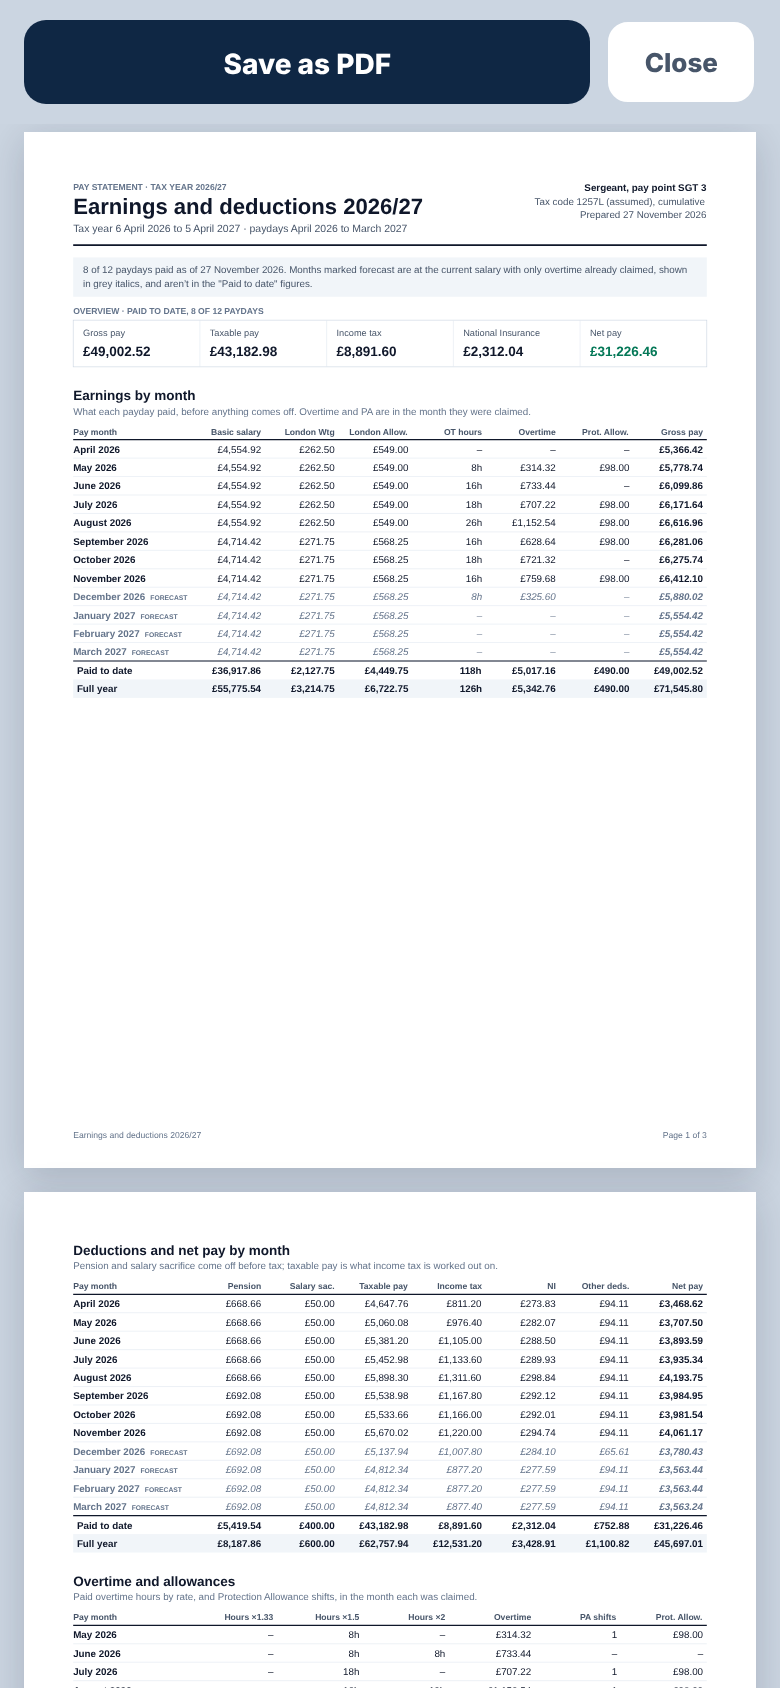 Save as PDF
Close
PAY STATEMENT · TAX YEAR 2026/27
Earnings and deductions 2026/27
Tax year 6 April 2026 to 5 April 2027 · paydays April 2026 to March 2027
Sergeant, pay point SGT 3
Tax code 1257L (assumed), cumulative
Prepared 27 November 2026
8 of 12 paydays paid as of 27 November 2026. Months marked forecast are at the current salary with only overtime already claimed, shown
in grey italics, and aren't in the "Paid to date" figures.
OVERVIEW · PAID TO DATE, 8 OF 12 PAYDAYS
Gross pay Taxable pay Income tax National Insurance Net pay
£49,002.52 £43,182.98 £8,891.60 £2,312.04 £31,226.46
Earnings by month
What each payday paid, before anything comes off. Overtime and PA are in the month they were claimed.
Pay month Basic salary London Wtg London Allow. OT hours Overtime Prot. Allow. Gross pay
April 2026 £4,554.92 £262.50 £549.00 – – – £5,366.42
May 2026 £4,554.92 £262.50 £549.00 8h £314.32 £98.00 £5,778.74
June 2026 £4,554.92 £262.50 £549.00 16h £733.44 – £6,099.86
July 2026 £4,554.92 £262.50 £549.00 18h £707.22 £98.00 £6,171.64
August 2026 £4,554.92 £262.50 £549.00 26h £1,152.54 £98.00 £6,616.96
September 2026 £4,714.42 £271.75 £568.25 16h £628.64 £98.00 £6,281.06
October 2026 £4,714.42 £271.75 £568.25 18h £721.32 – £6,275.74
November 2026 £4,714.42 £271.75 £568.25 16h £759.68 £98.00 £6,412.10
December 2026 FORECAST £4,714.42 £271.75 £568.25 8h £325.60 – £5,880.02
January 2027 FORECAST £4,714.42 £271.75 £568.25 – – – £5,554.42
February 2027 FORECAST £4,714.42 £271.75 £568.25 – – – £5,554.42
March 2027 FORECAST £4,714.42 £271.75 £568.25 – – – £5,554.42
Paid to date £36,917.86 £2,127.75 £4,449.75 118h £5,017.16 £490.00 £49,002.52
Full year £55,775.54 £3,214.75 £6,722.75 126h £5,342.76 £490.00 £71,545.80
Earnings and deductions 2026/27
Page 1 of 3
Deductions and net pay by month
Pension and salary sacrifice come off before tax; taxable pay is what income tax is worked out on.
Pay month Pension Salary sac. Taxable pay Income tax NI Other deds. Net pay
April 2026 £668.66 £50.00 £4,647.76 £811.20 £273.83 £94.11 £3,468.62
May 2026 £668.66 £50.00 £5,060.08 £976.40 £282.07 £94.11 £3,707.50
June 2026 £668.66 £50.00 £5,381.20 £1,105.00 £288.50 £94.11 £3,893.59
July 2026 £668.66 £50.00 £5,452.98 £1,133.60 £289.93 £94.11 £3,935.34
August 2026 £668.66 £50.00 £5,898.30 £1,311.60 £298.84 £94.11 £4,193.75
September 2026 £692.08 £50.00 £5,538.98 £1,167.80 £292.12 £94.11 £3,984.95
October 2026 £692.08 £50.00 £5,533.66 £1,166.00 £292.01 £94.11 £3,981.54
November 2026 £692.08 £50.00 £5,670.02 £1,220.00 £294.74 £94.11 £4,061.17
December 2026 FORECAST £692.08 £50.00 £5,137.94 £1,007.80 £284.10 £65.61 £3,780.43
January 2027 FORECAST £692.08 £50.00 £4,812.34 £877.20 £277.59 £94.11 £3,563.44
February 2027 FORECAST £692.08 £50.00 £4,812.34 £877.20 £277.59 £94.11 £3,563.44
March 2027 FORECAST £692.08 £50.00 £4,812.34 £877.40 £277.59 £94.11 £3,563.24
Paid to date £5,419.54 £400.00 £43,182.98 £8,891.60 £2,312.04 £752.88 £31,226.46
Full year £8,187.86 £600.00 £62,757.94 £12,531.20 £3,428.91 £1,100.82 £45,697.01
Overtime and allowances
Paid overtime hours by rate, and Protection Allowance shifts, in the month each was claimed.
Pay month Hours ×1.33 Hours ×1.5 Hours ×2 Overtime PA shifts Prot. Allow.
May 2026 – 8h – £314.32 1 £98.00
June 2026 – 8h 8h £733.44 – –
July 2026 – 18h – £707.22 1 £98.00